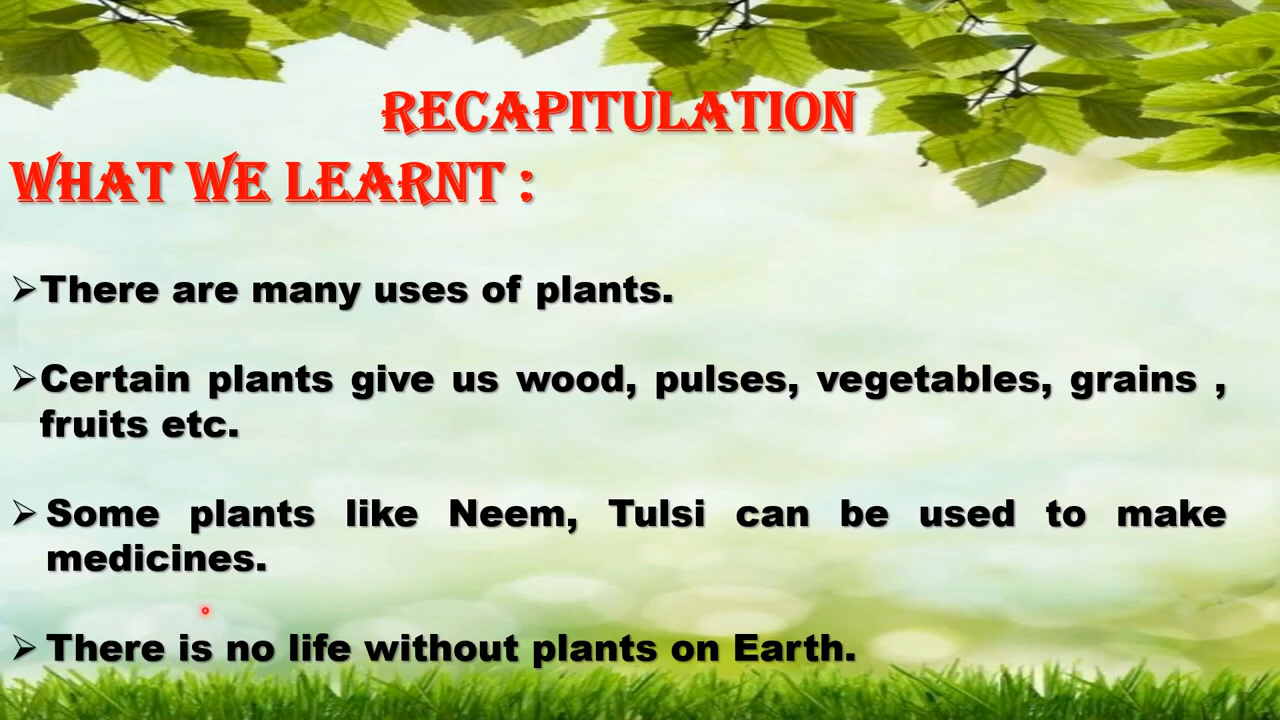 RECAPITULATION
WHAT WE LEARNT :
➢There are many uses of plants.
➢Certain plants give us wood, pulses, vegetables, grains ,
fruits etc.
➢ Some plants like Neem, Tulsi can be used to make
medicines.
➢ There is no life without plants on Earth.